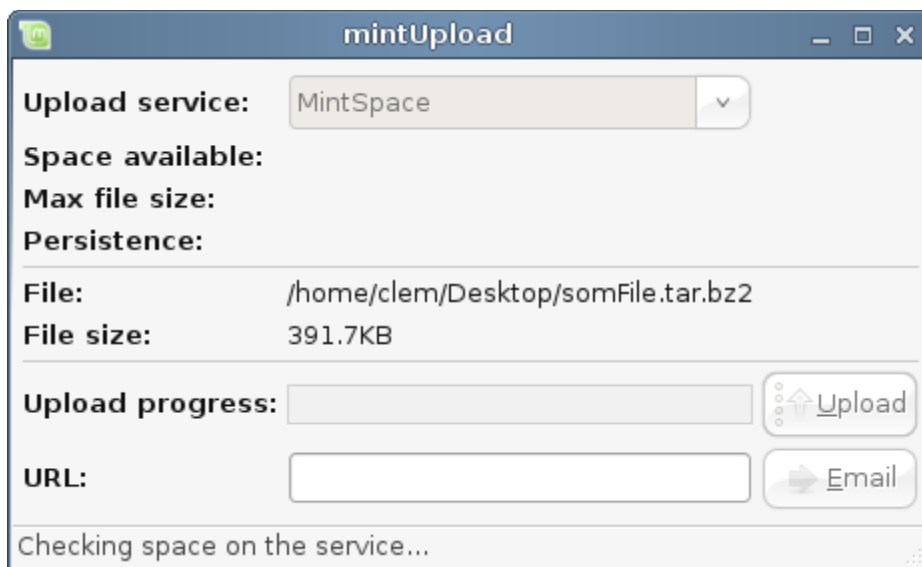 mintUpload
Upload service: MintSpace
Space available:
Max file size:
Persistence:
File: /home/clem/Desktop/somFile.tar.bz2
File size: 391.7KB
Upload progress: Upload
URL: Email
Checking space on the service...